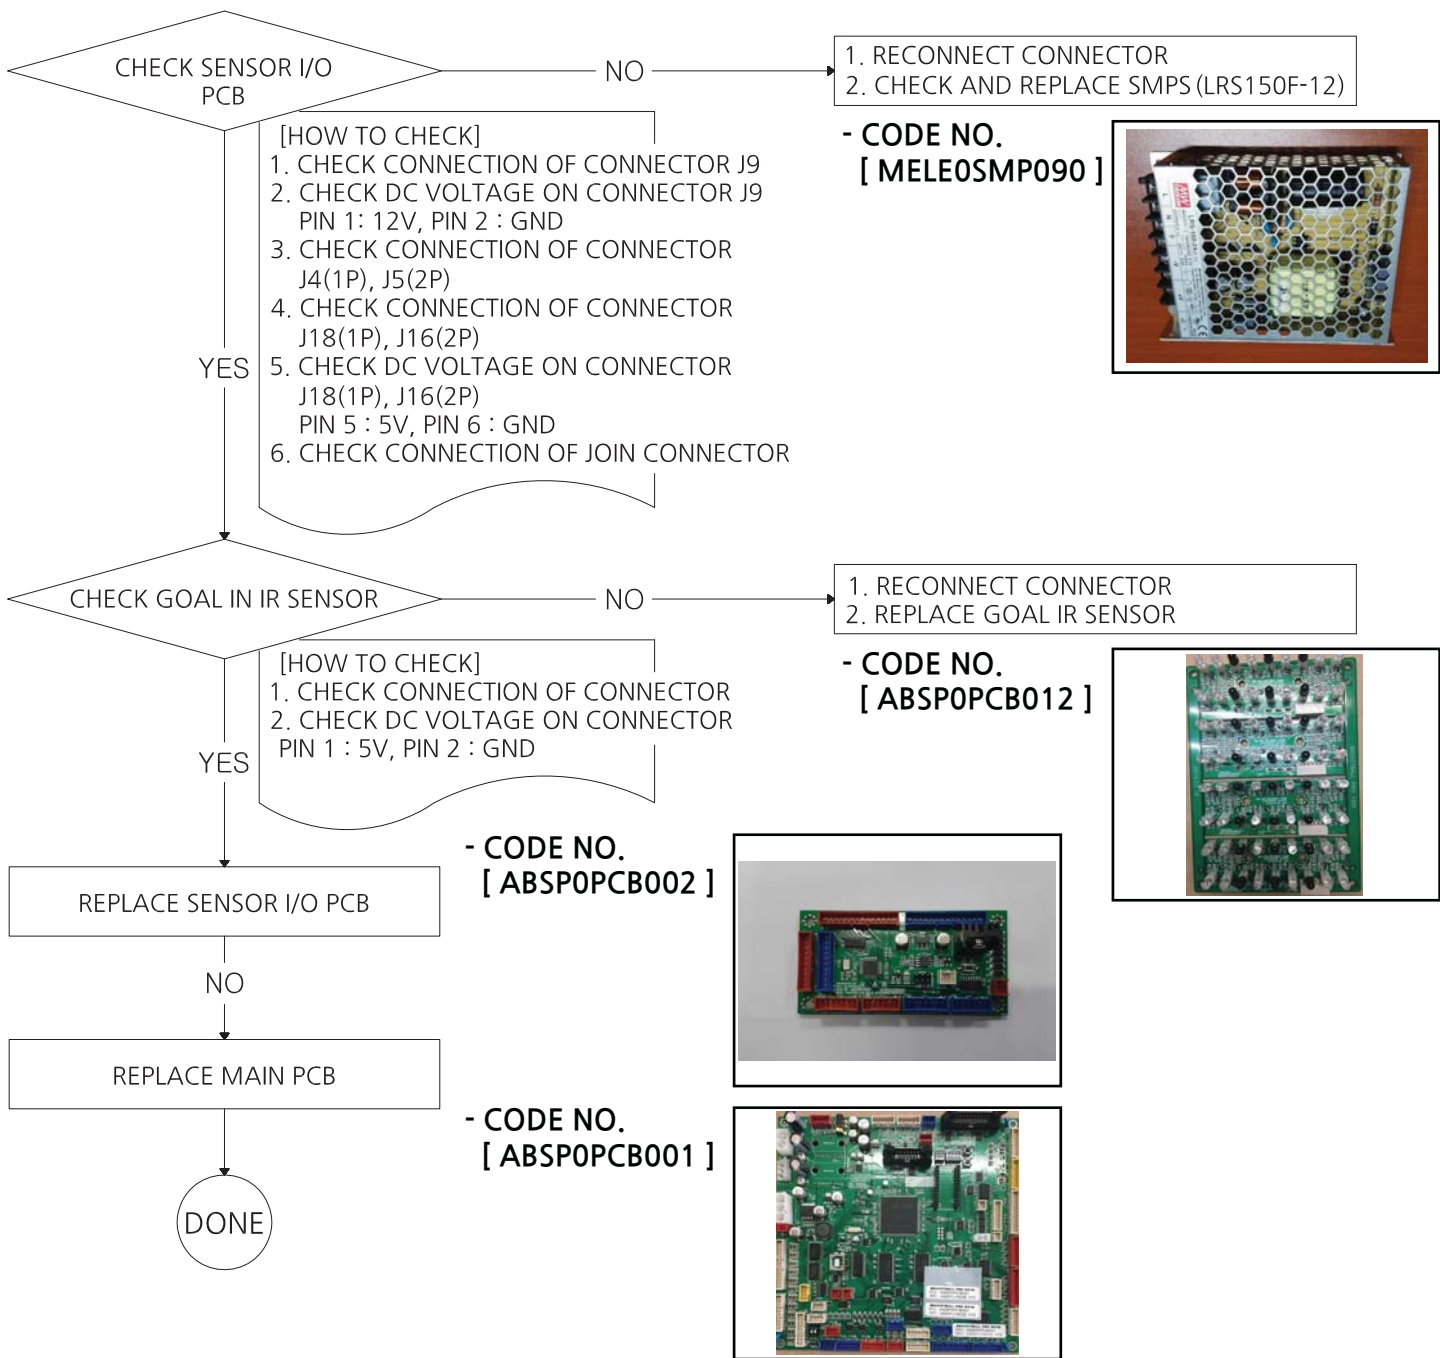 CHECK SENSOR I/O
PCB
NO
1. RECONNECT CONNECTOR
2. CHECK AND REPLACE SMPS (LRS150F-12)
- CODE NO.
[ MELE0SMP090 ]
[HOW TO CHECK]
1. CHECK CONNECTION OF CONNECTOR J9
2. CHECK DC VOLTAGE ON CONNECTOR J9
PIN 1: 12V, PIN 2 : GND
3. CHECK CONNECTION OF CONNECTOR
J4(1P), J5(2P)
4. CHECK CONNECTION OF CONNECTOR
J18(1P), J16(2P)
5. CHECK DC VOLTAGE ON CONNECTOR
J18(1P), J16(2P)
PIN 5 : 5V, PIN 6 : GND
6. CHECK CONNECTION OF JOIN CONNECTOR
YES
CHECK GOAL IN IR SENSOR
NO
1. RECONNECT CONNECTOR
2. REPLACE GOAL IR SENSOR
- CODE NO.
[ ABSP0PCB012 ]
[HOW TO CHECK]
1. CHECK CONNECTION OF CONNECTOR
2. CHECK DC VOLTAGE ON CONNECTOR
PIN 1 : 5V, PIN 2 : GND
YES
REPLACE SENSOR I/O PCB
- CODE NO.
[ ABSP0PCB002 ]
NO
REPLACE MAIN PCB
- CODE NO.
[ ABSP0PCB001 ]
DONE